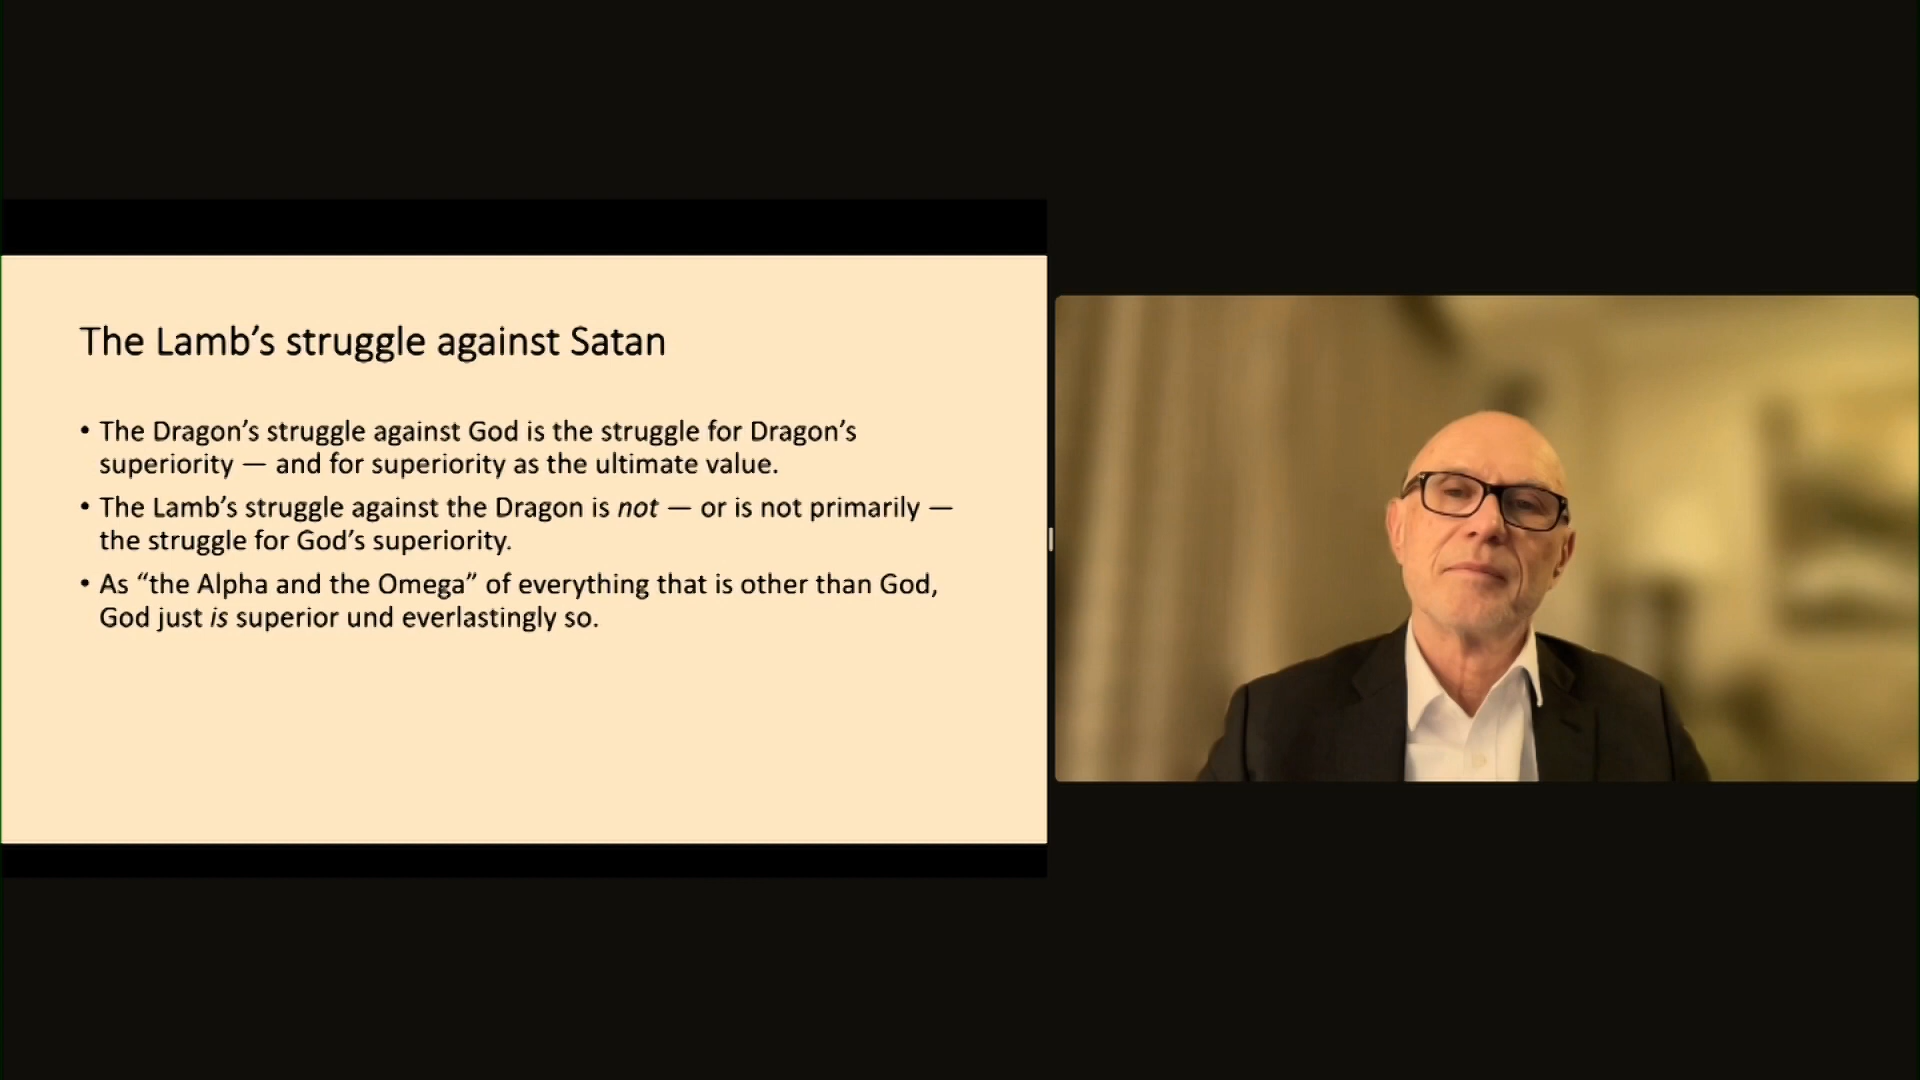 The Lamb’s struggle against Satan
• The Dragon’s struggle against God is the struggle for Dragon’s
superiority — and for superiority as the ultimate value.
• The Lamb’s struggle against the Dragon is not — or is not primarily —
the struggle for God’s superiority.
• As “the Alpha and the Omega” of everything that is other than God,
God just is superior und everlastingly so.